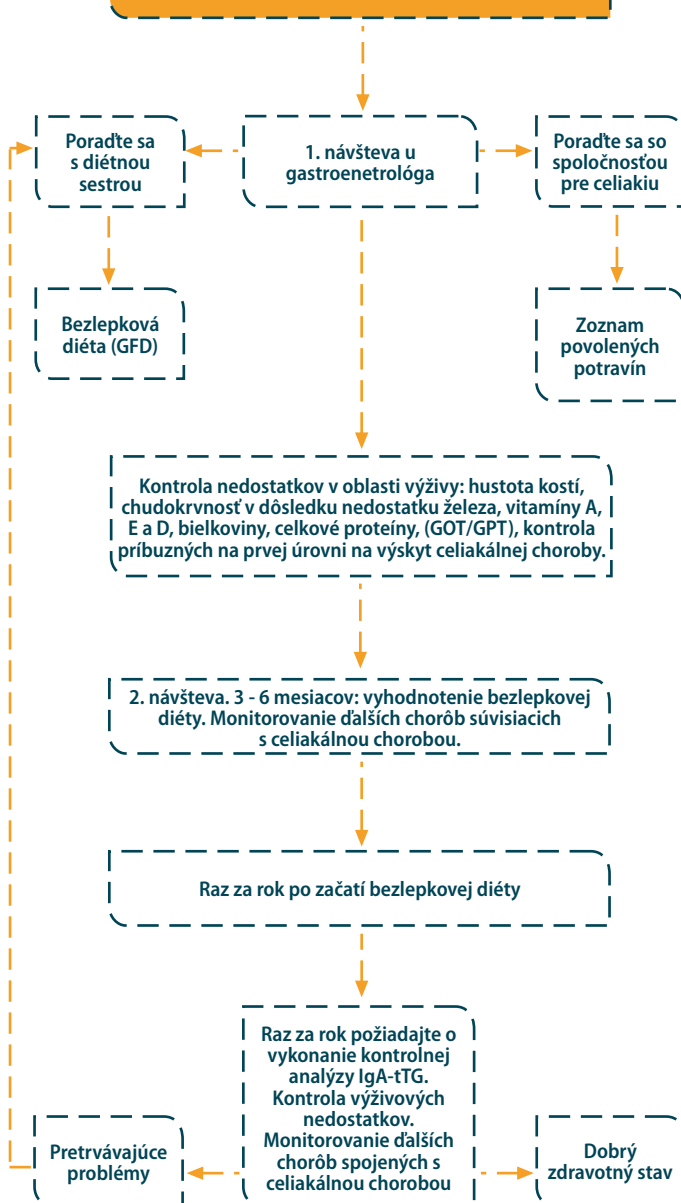 Poraďte sa
s diétnou
sestrou
1. návšteva u
gastroenetrológa
Poraďte sa so
spoločnosťou
pre celiakiu
Bezlepková
diéta (GFD)
Zoznam
povolených
potravín
Kontrola nedostatkov v oblasti výživy: hustota kostí,
chudokrvnosť v dôsledku nedostatku železa, vitamíny A,
E a D, bielkoviny, celkové proteíny, (GOT/GPT), kontrola
príbuzných na prvej úrovni na výskyt celiakálnej choroby.
2. návšteva. 3 - 6 mesiacov: vyhodnotenie bezlepkovej
diéty. Monitorovanie ďalších chorôb súvisiacich
s celiakálnou chorobou.
Raz za rok po začatí bezlepkovej diéty
Raz za rok požiadajte o
vykonanie kontrolnej
analýzy IgA-tTG.
Kontrola výživových
nedostatkov.
Monitorovanie ďalších
chorôb spojených s
celiakálnou chorobou
Pretrvávajúce
problémy
Dobrý
zdravotný stav